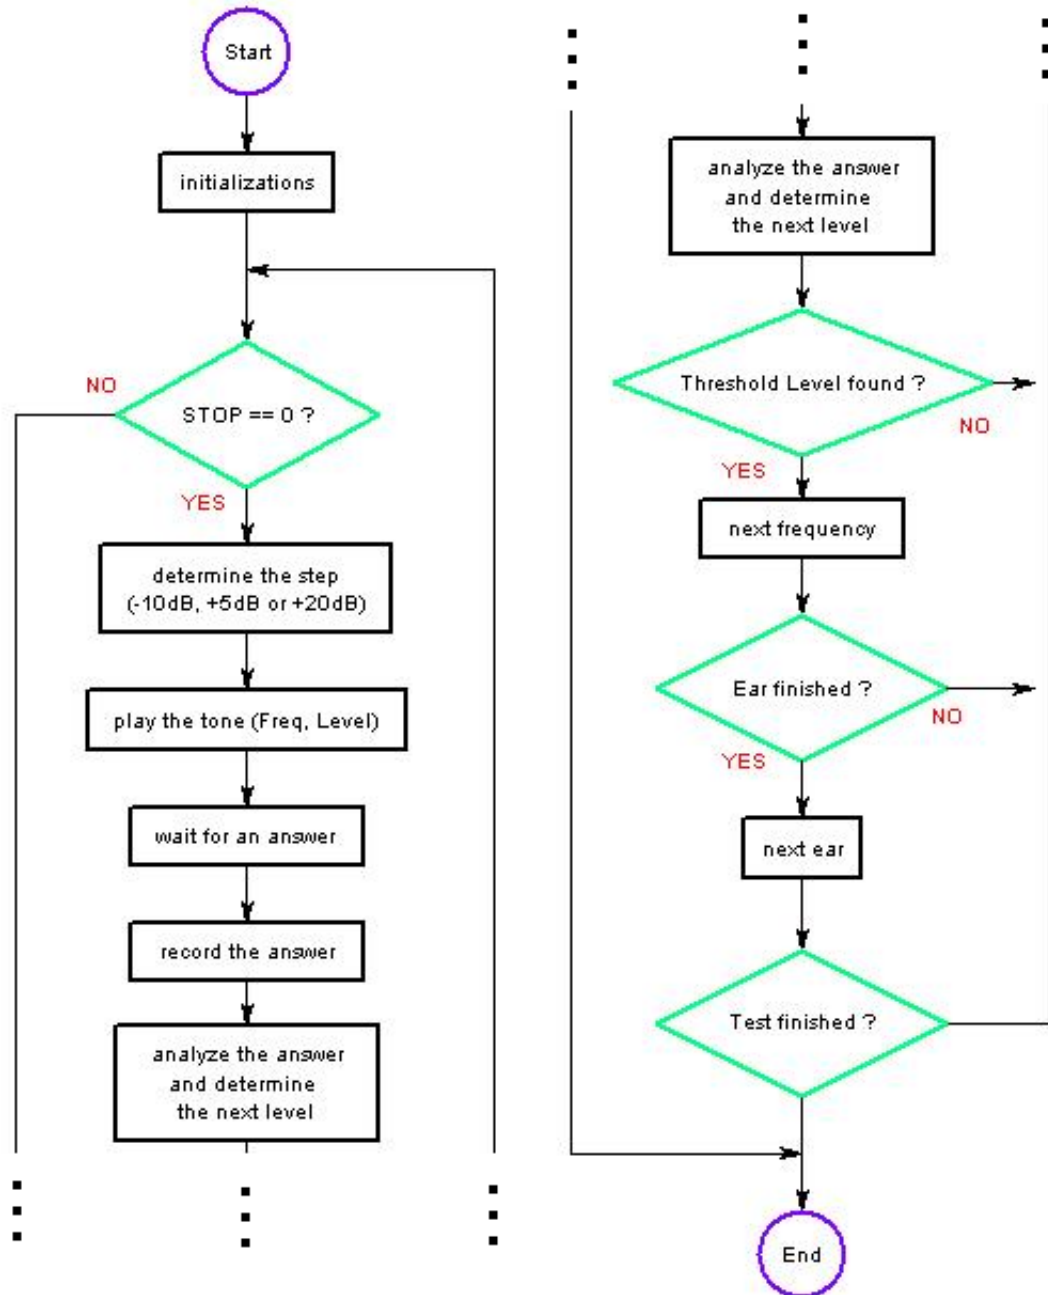 Start
initializations
NO
STOP == 0 ?
YES
determine the step
(-10dB, +5dB or +20dB)
play the tone (Freq, Level)
wait for an answer
record the answer
analyze the answer
and determine
the next level
analyze the answer
and determine
the next level
Threshold Level found ?
NO
YES
next frequency
Ear finished ?
NO
YES
next ear
Test finished ?
End